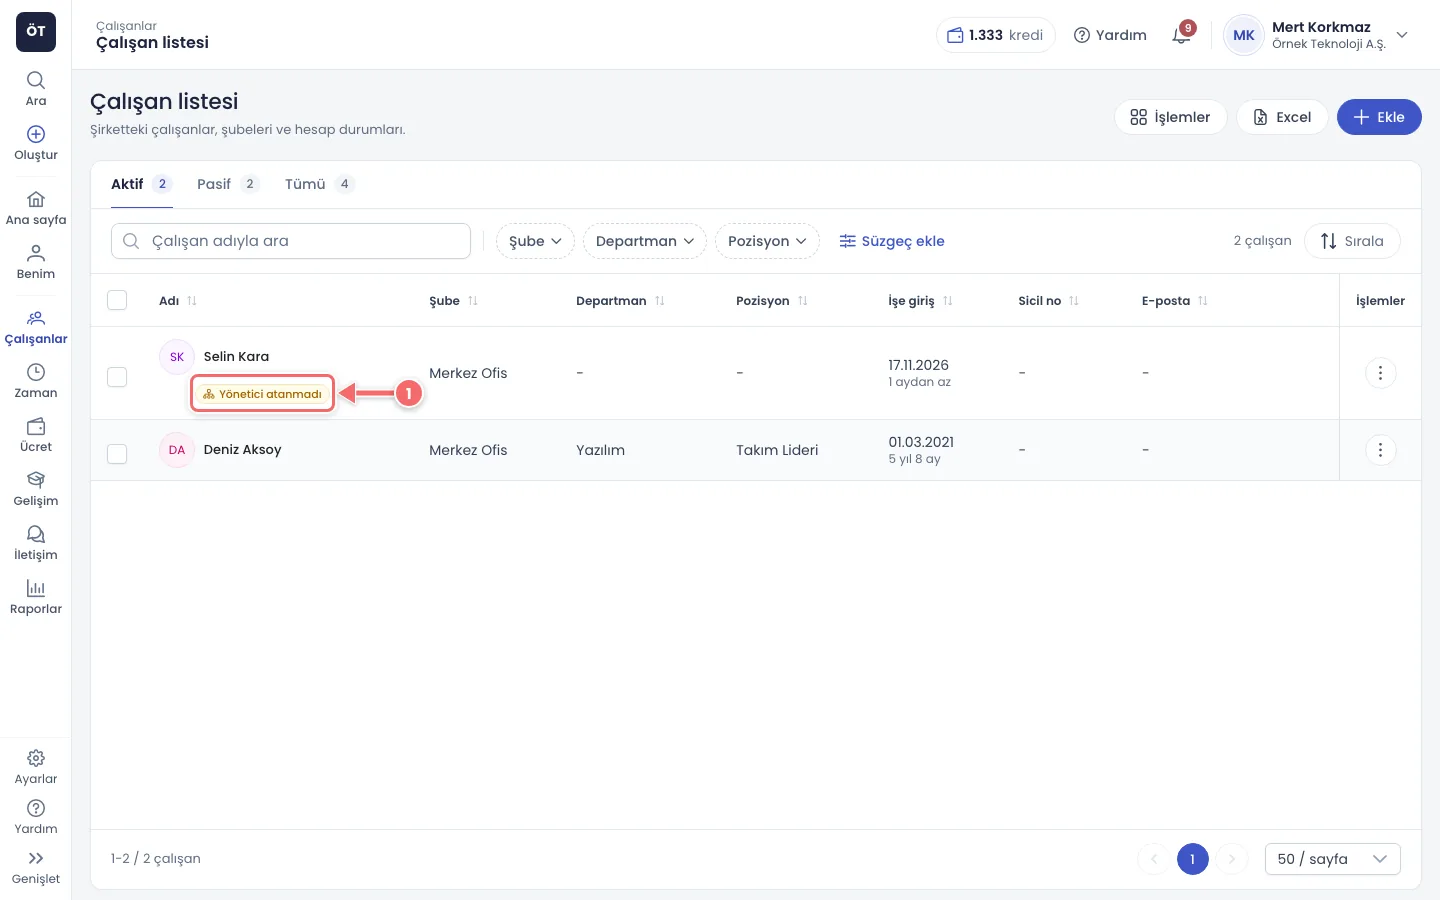 ÖT
Ara
Oluştur
Ana sayfa
Benim
Çalışanlar
Zaman
Ücret
Gelişim
İletişim
Raporlar
Ayarlar
Yardım
Genişlet
Çalışanlar
Çalışan listesi
1.333 kredi
Yardım
9
MK
Mert Korkmaz
Örnek Teknoloji A.Ş.
Çalışan listesi
Şirketteki çalışanlar, şubeleri ve hesap durumları.
İşlemler
Excel
Ekle
Aktif 2
Pasif 2
Tümü 4
Çalışan adıyla ara
Şube
Departman
Pozisyon
Süzgeç ekle
2 çalışan
Sırala
Adı
Şube
Departman
Pozisyon
İşe giriş
Sicil no
E-posta
İşlemler
SK
Selin Kara
Yönetici atanmadı
1
Merkez Ofis
-
-
17.11.2026
1 aydan az
-
-
DA
Deniz Aksoy
Merkez Ofis
Yazılım
Takım Lideri
01.03.2021
5 yıl 8 ay
-
-
1-2 / 2 çalışan
1
50 / sayfa